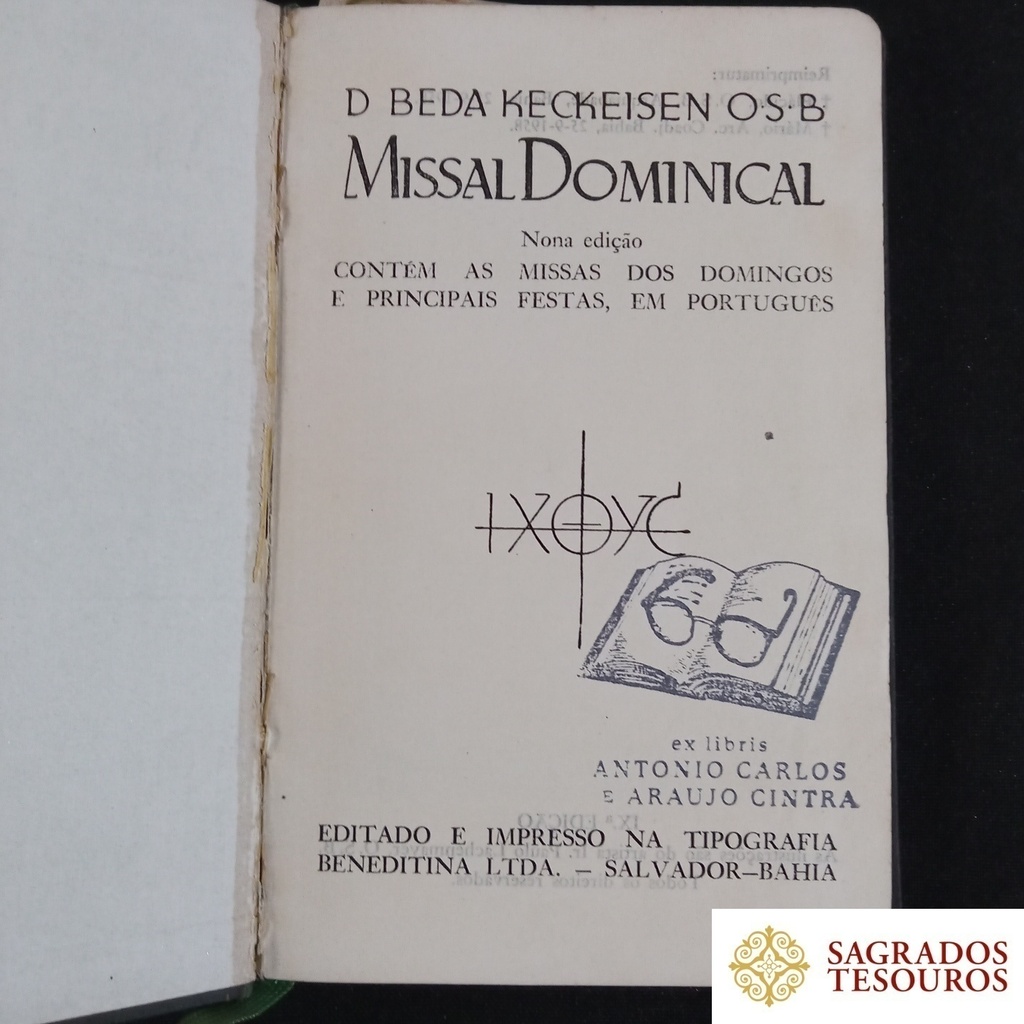 D BEDA KECKEISEN O·S·B·
MISSAL DOMINICAL
Nona edição
CONTÉM AS MISSAS DOS DOMINGOS
E PRINCIPAIS FESTAS, EM PORTUGUÊS
ΙΧΘΥC
ex libris
ANTONIO CARLOS
E ARAUJO CINTRA
EDITADO E IMPRESSO NA TIPOGRAFIA
BENEDITINA LTDA. — SALVADOR—BAHIA
SAGRADOS
TESOUROS